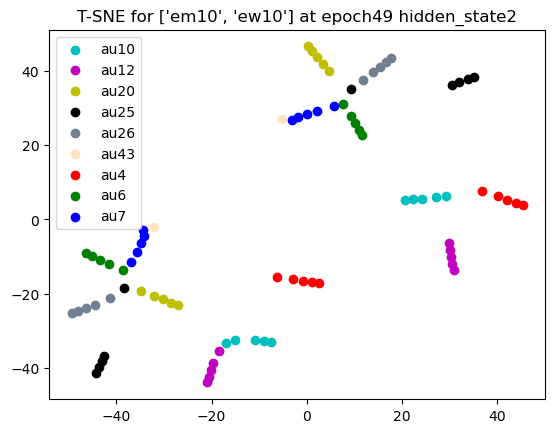 T-SNE for ['em10', 'ew10'] at epoch49 hidden_state2
au10
au12
au20
au25
au26
au43
au4
au6
au7
40
20
0
−20
−40
−40
−20
0
20
40